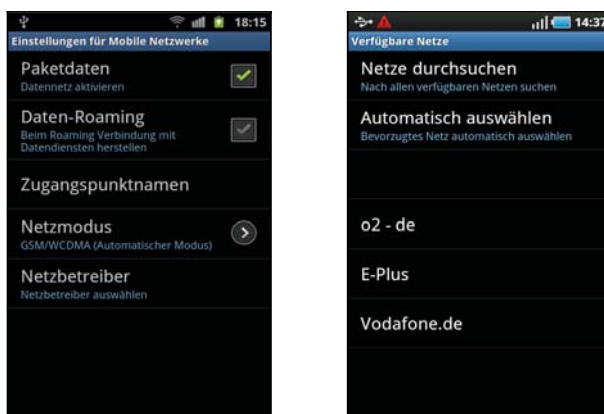 18:15
Einstellungen für Mobile Netzwerke
Paketdaten
Datennetz aktivieren
Daten-Roaming
Beim Roaming Verbindung mit
Datendiensten herstellen
Zugangspunktnamen
Netzmodus
GSM/WCDMA (Automatischer Modus)
Netzbetreiber
Netzbetreiber auswählen
14:37
Verfügbare Netze
Netze durchsuchen
Nach allen verfügbaren Netzen suchen
Automatisch auswählen
Bevorzugtes Netz automatisch auswählen
o2 - de
E-Plus
Vodafone.de